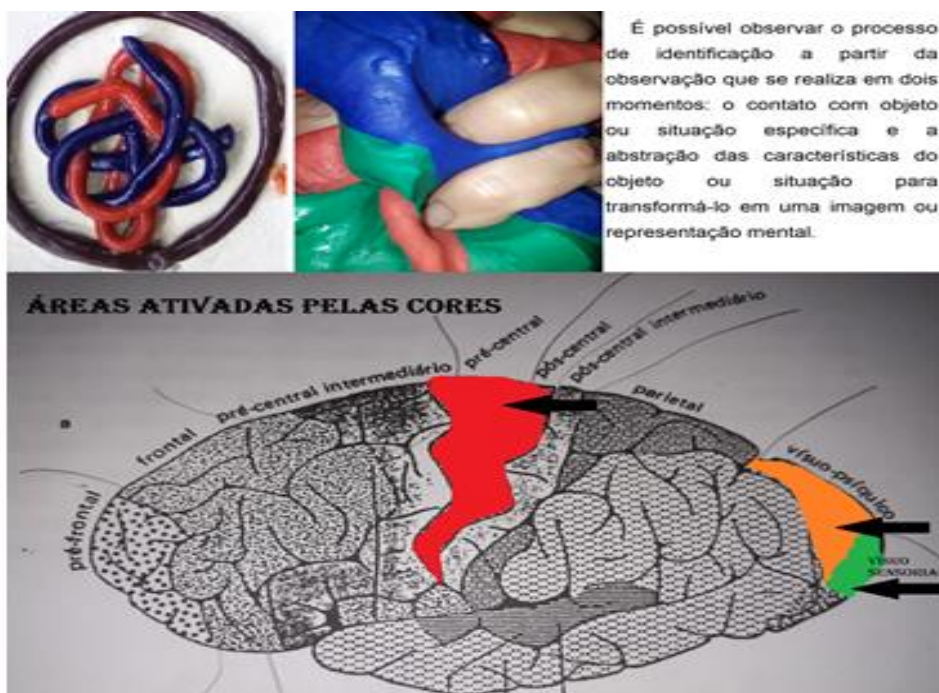 É possível observar o processo
de identificação a partir da
observação que se realiza em dois
momentos: o contato com objeto
ou situação específica e a
abstração das características do
objeto ou situação para
transformá-lo em uma imagem ou
representação mental.
ÁREAS ATIVADAS PELAS CORES
a
pré-frontal
frontal
pré-central intermediário
pré-central
pós-central
pós-central intermediário
parietal
vísuo-psíquico
VISUO
SENSORIA